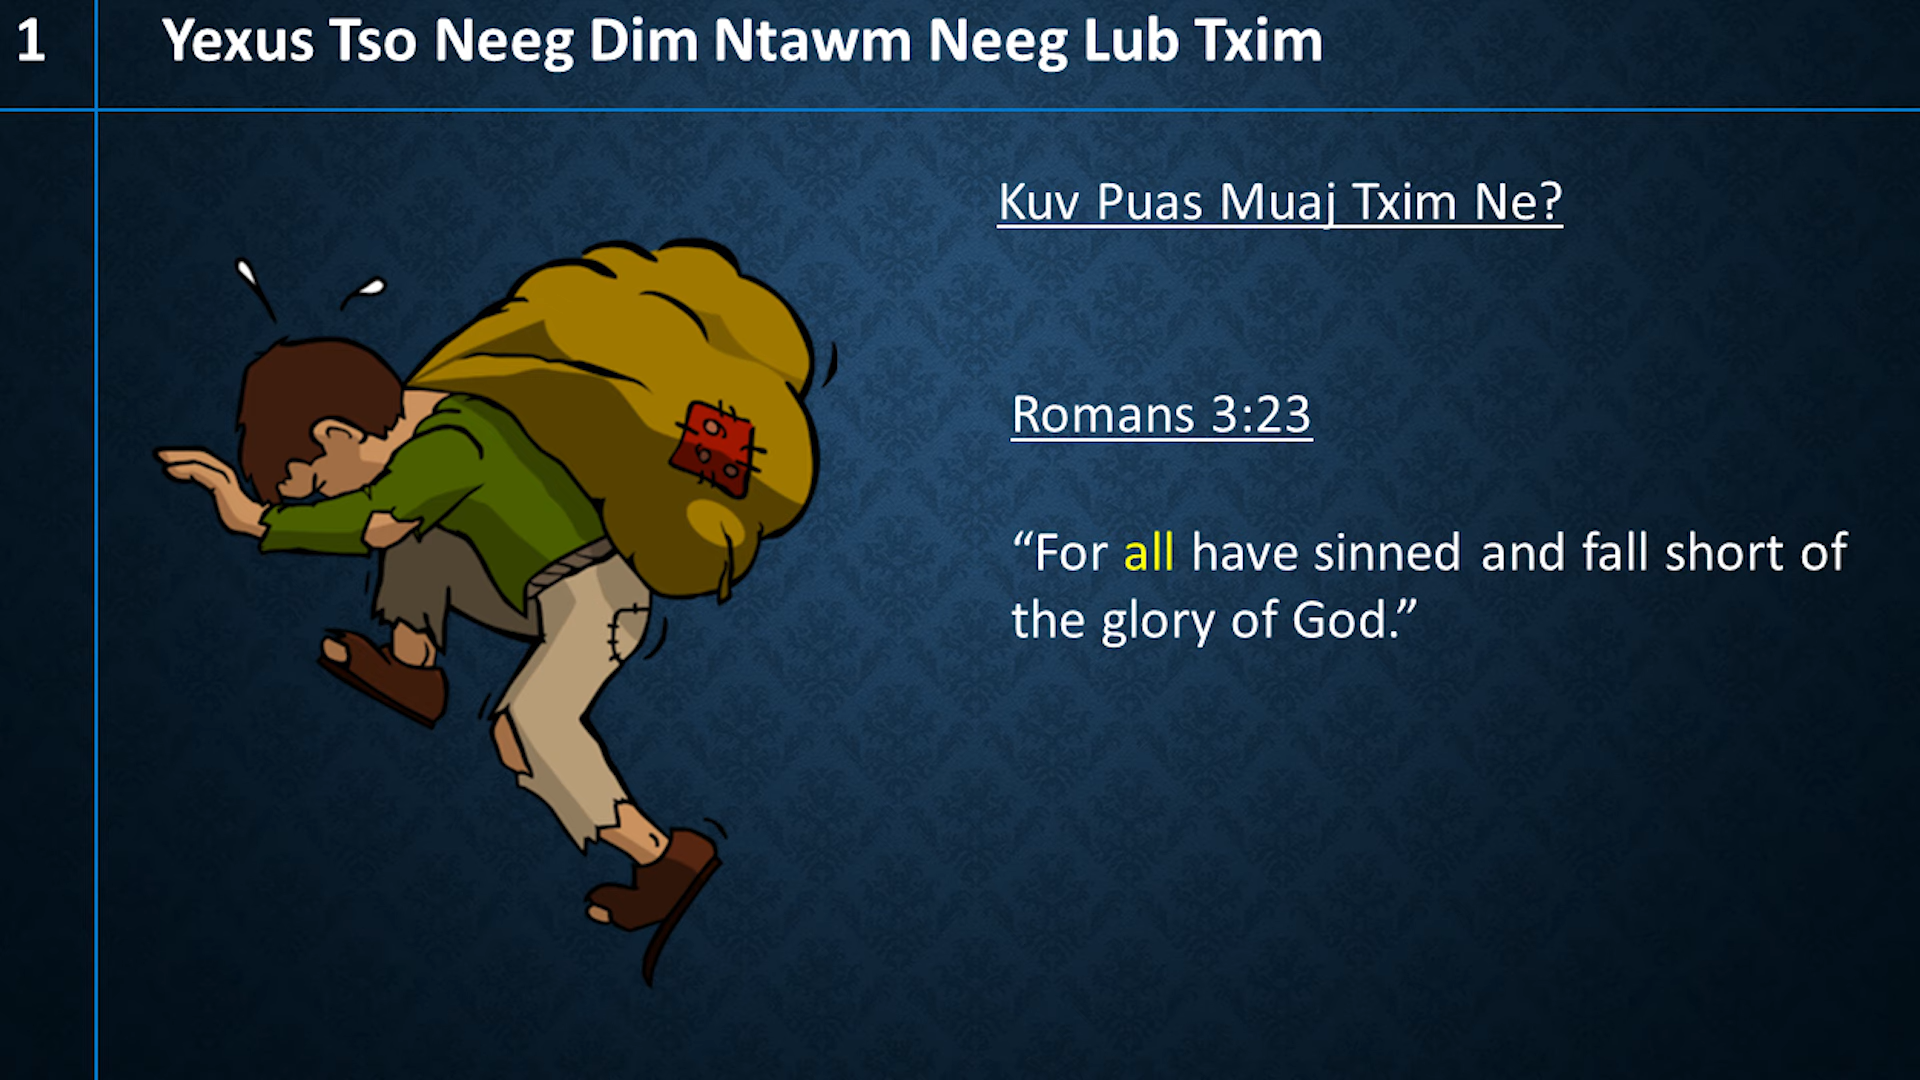 1
Yexus Tso Neeg Dim Ntawm Neeg Lub Txim
Kuv Puas Muaj Txim Ne?
Romans 3:23
“For all have sinned and fall short of
the glory of God.”